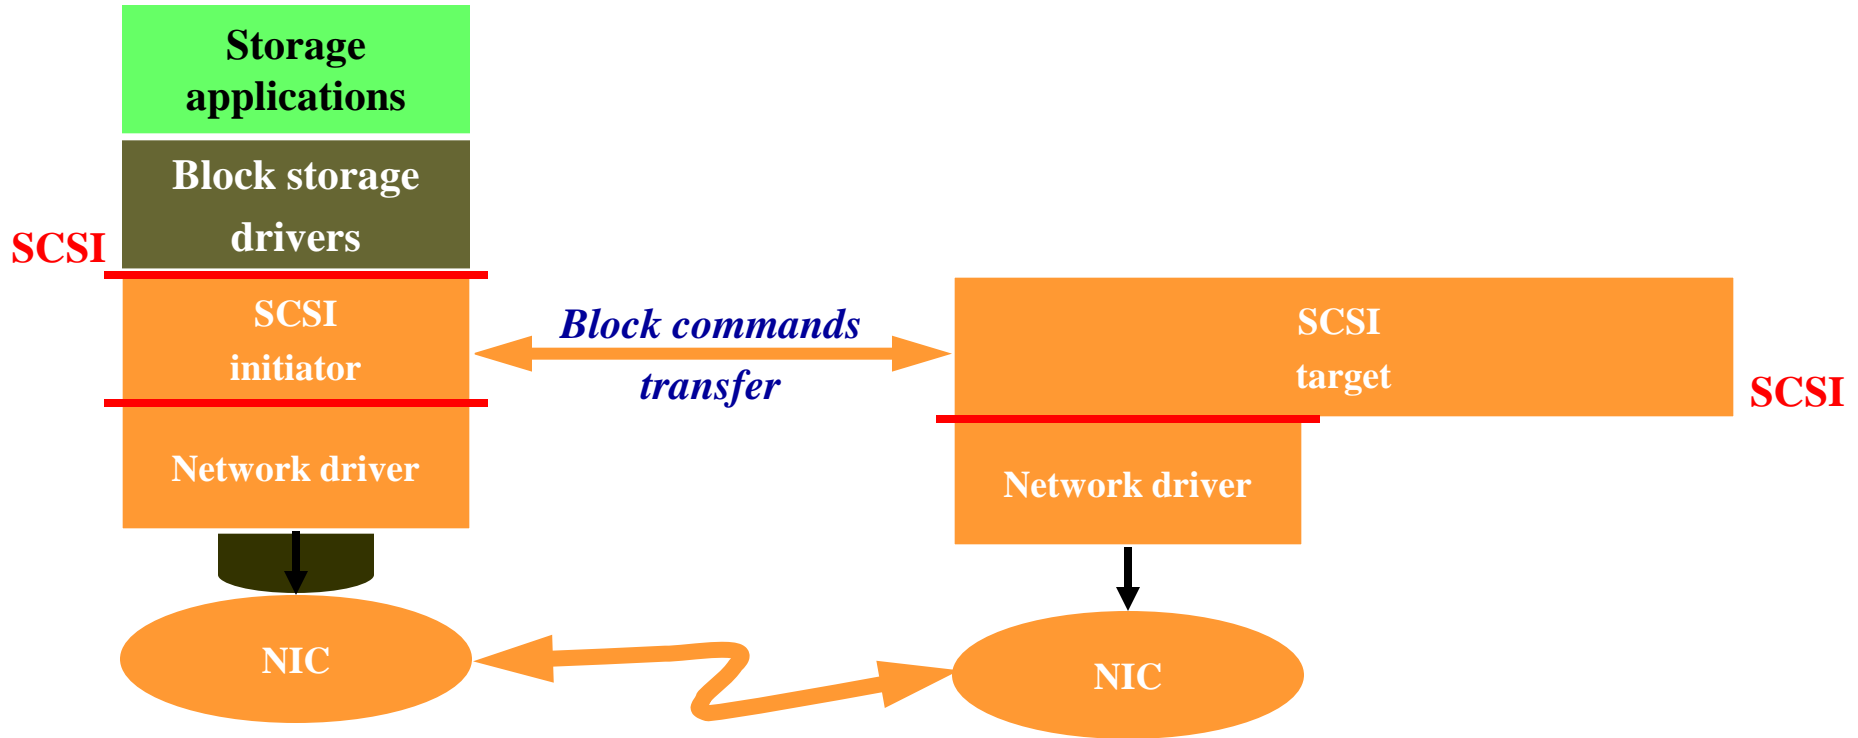 Storage
applications
Block storage
drivers
SCSI
SCSI
initiator
Block commands
transfer
SCSI
target
SCSI
Network driver
Network driver
NIC
NIC